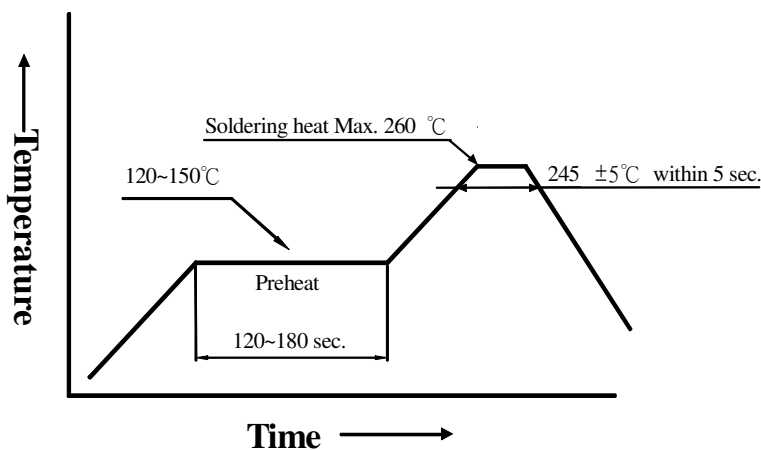 Temperature
Soldering heat Max. 260 ℃
120~150℃
245 ±5℃ within 5 sec.
Preheat
120~180 sec.
Time